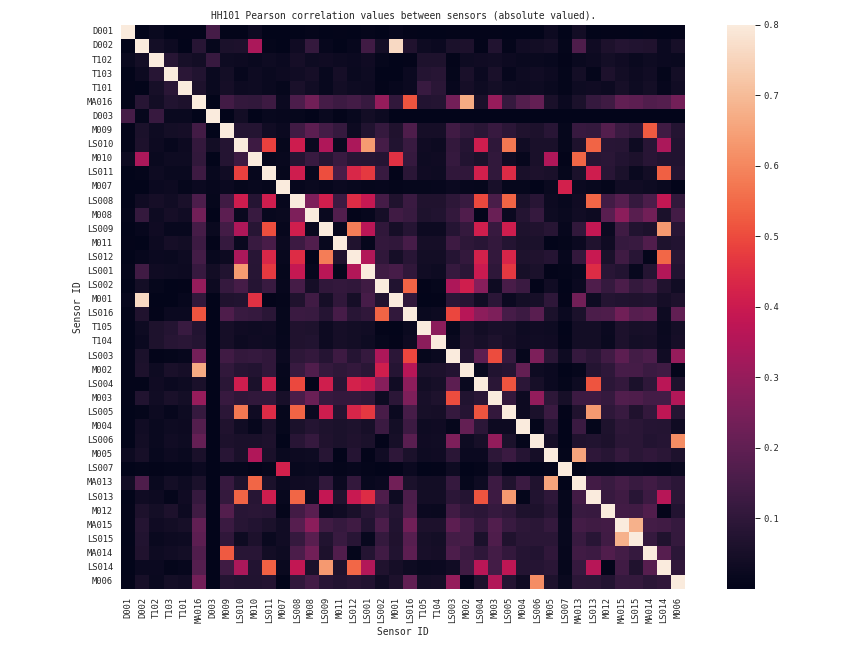 HH101 Pearson correlation values between sensors (absolute valued).
D001
D002
T102
T103
T101
MA016
D003
M009
LS010
M010
LS011
M007
LS008
M008
LS009
M011
LS012
LS001
LS002
M001
LS016
T105
T104
LS003
M002
LS004
M003
LS005
M004
LS006
M005
LS007
MA013
LS013
M012
MA015
LS015
MA014
LS014
M006
Sensor ID
D001 D002 T102 T103 T101 MA016 D003 M009 LS010 M010 LS011 M007 LS008 M008 LS009 M011 LS012 LS001 LS002 M001 LS016 T105 T104 LS003 M002 LS004 M003 LS005 M004 LS006 M005 LS007 MA013 LS013 M012 MA015 LS015 MA014 LS014 M006
Sensor ID
0.8
0.7
0.6
0.5
0.4
0.3
0.2
0.1